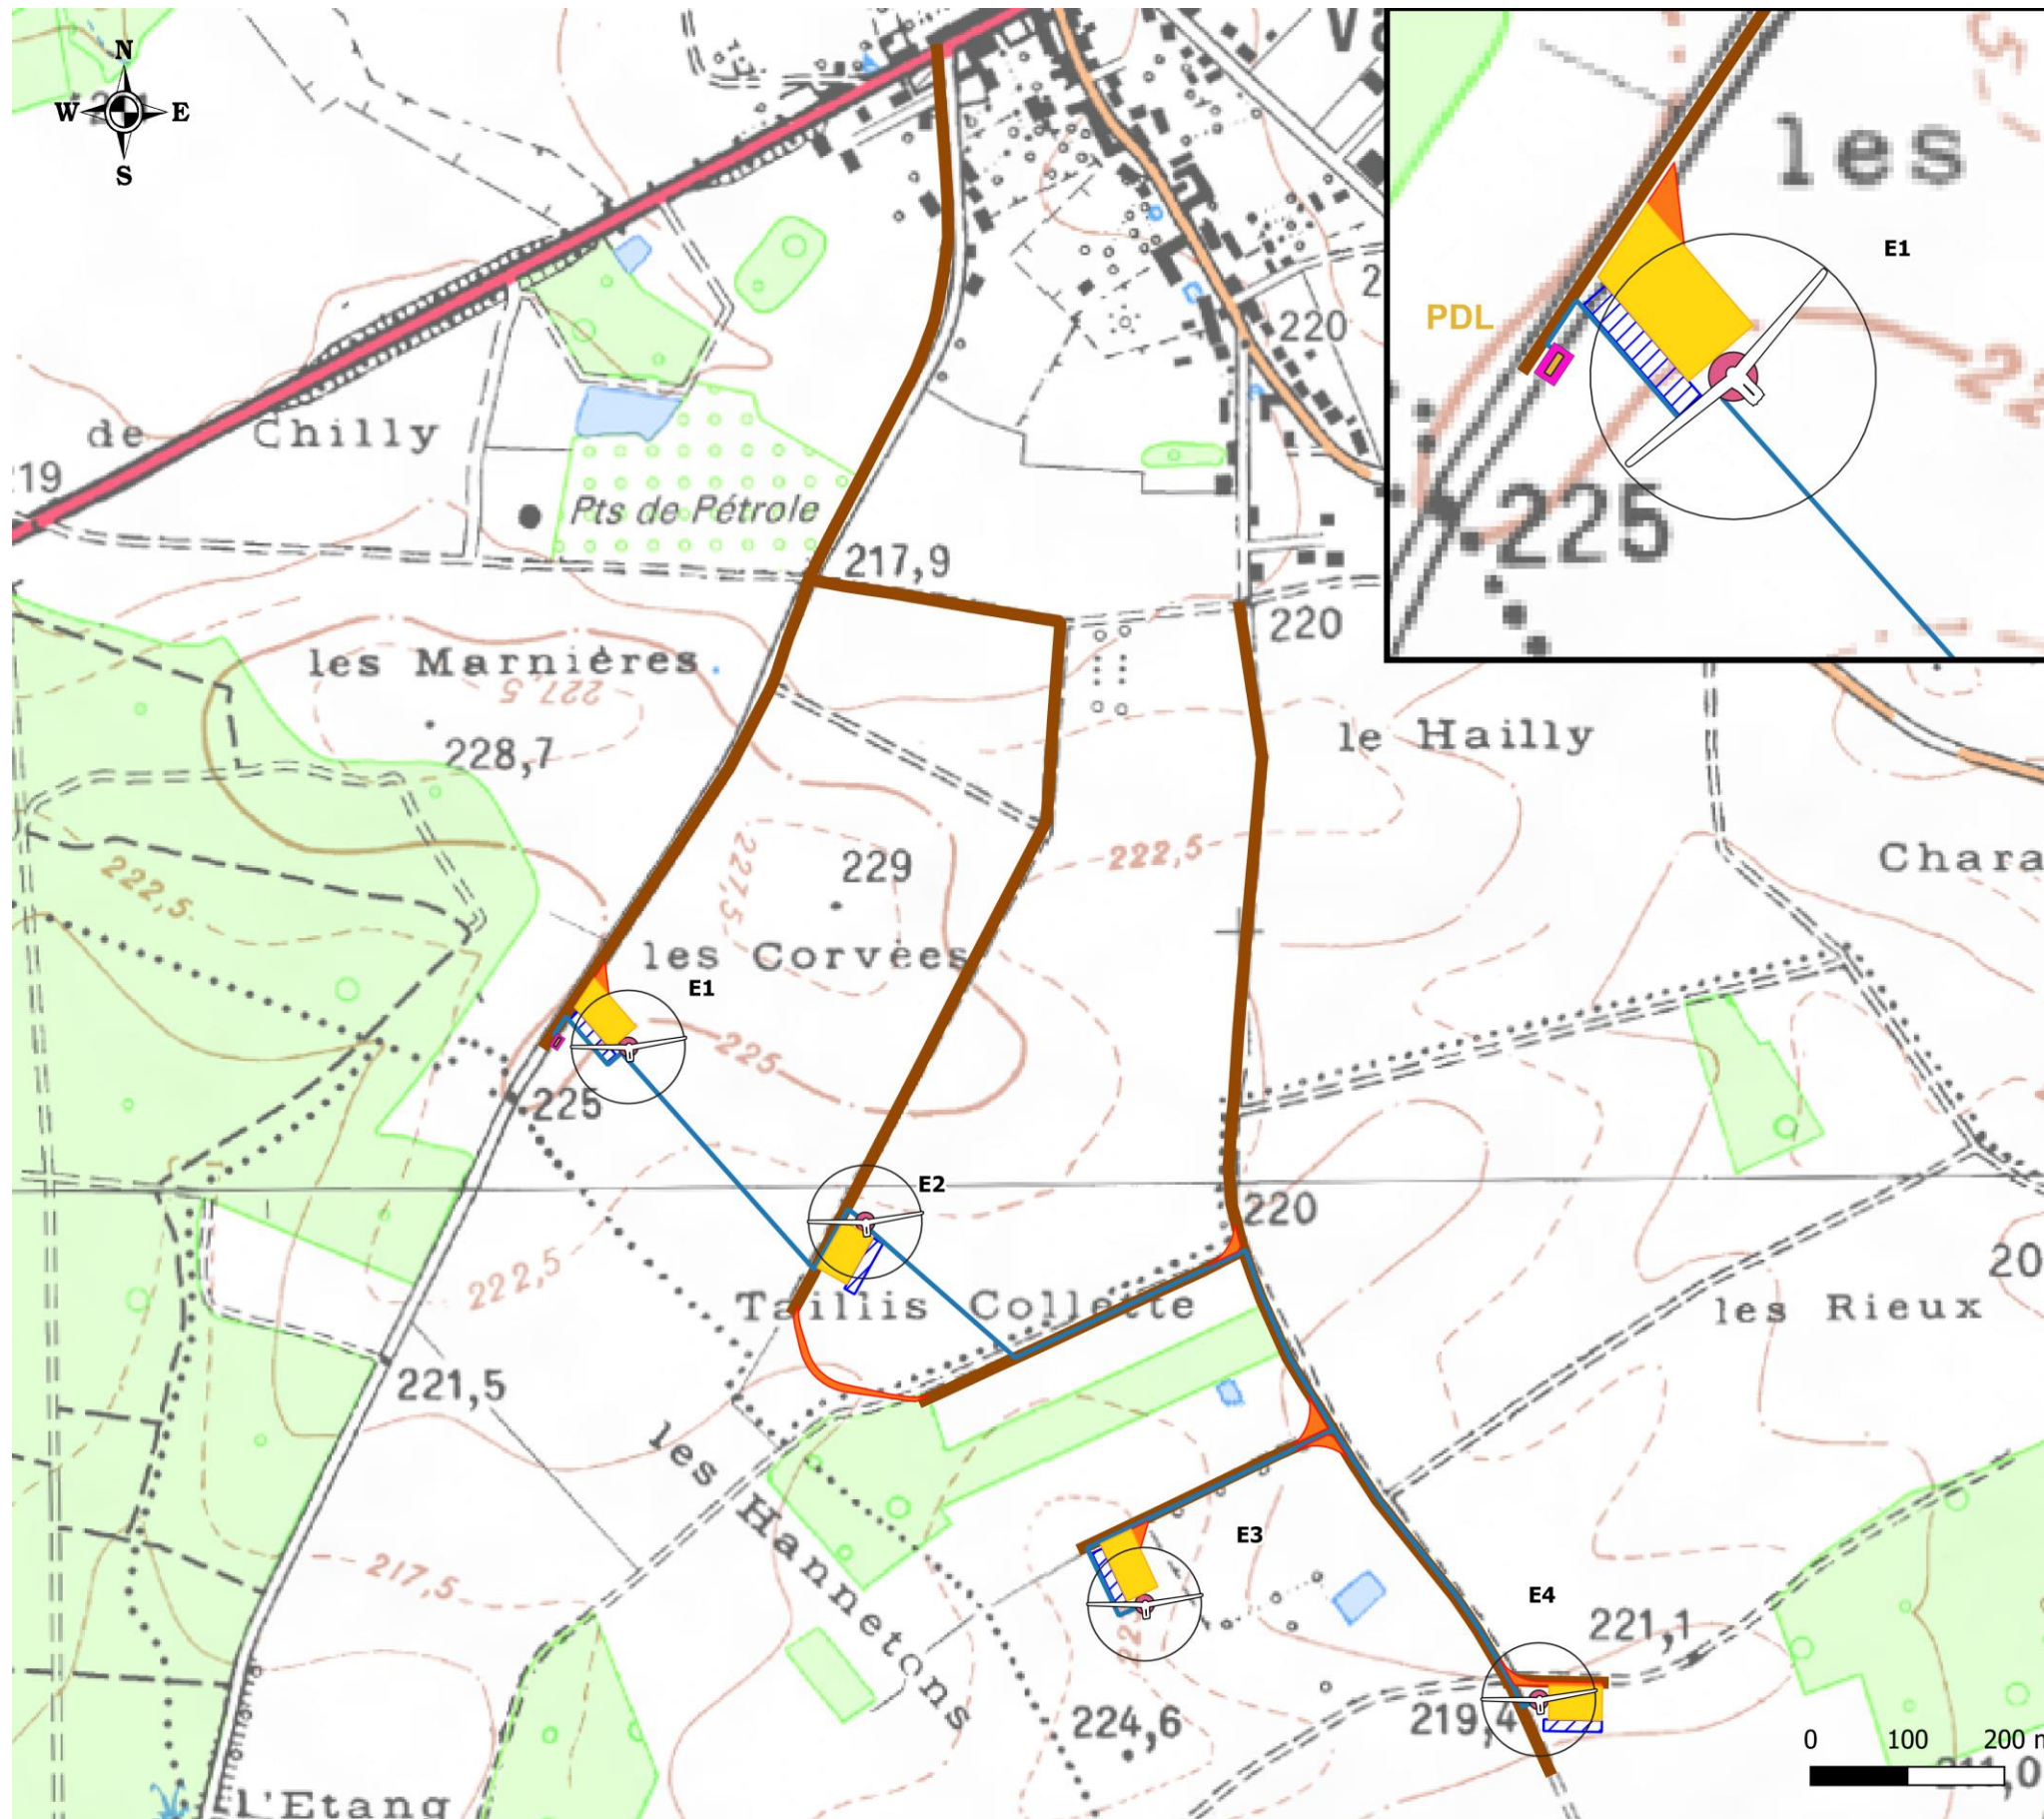 N
W E
S
les
E1
PDL
225
220
de Chilly
19
Pts de Pétrole
217,9
220
les Marnières
227,5
228,7
le Hailly
229
227,5
222,5
222,5
Chara
les Corvées
E1
225
225
E2
220
222,5
Taillis Collette
20
les Rieux
221,5
les Hannetons
E3
217,5
E4
221,1
224,6
219,4
0 100 200 m
L'Etang